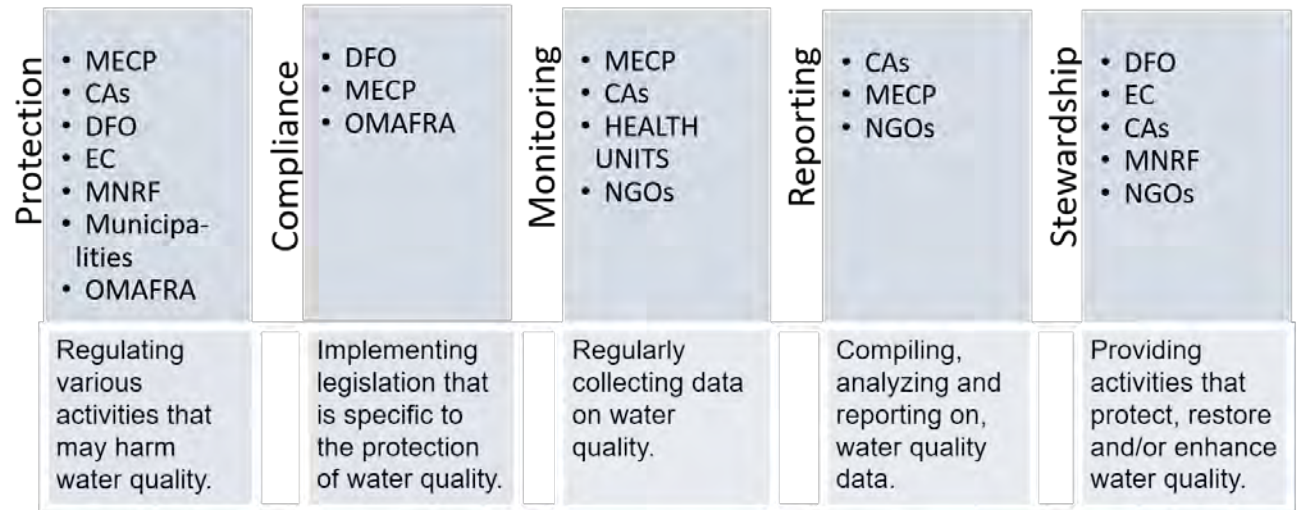 Protection
• MECP
• CAs
• DFO
• EC
• MNRF
• Municipa-
lities
• OMAFRA
Regulating
various
activities that
may harm
water quality.
Compliance
• DFO
• MECP
• OMAFRA
Implementing
legislation that
is specific to
the protection
of water quality.
Monitoring
• MECP
• CAs
• HEALTH
UNITS
• NGOs
Regularly
collecting data
on water
quality.
Reporting
• CAs
• MECP
• NGOs
Compiling,
analyzing and
reporting on,
water quality
data.
Stewardship
• DFO
• EC
• CAs
• MNRF
• NGOs
Providing
activities that
protect, restore
and/or enhance
water quality.